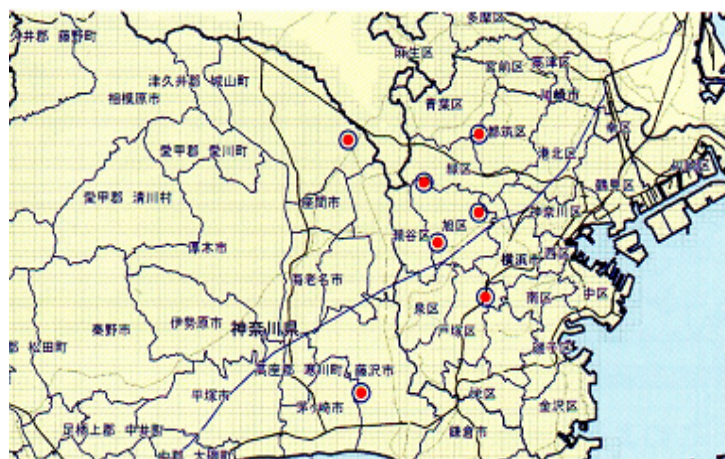 多摩区
井郡 藤野町
麻生区
高津区
宮前区
津久井郡 城山町
相模原市
川崎市
青葉区
都筑区
幸区
愛甲郡 愛川町
港北区
緑区
川崎区
鶴見区
愛甲郡 清川村
座間市
神奈川区
旭区
瀬谷区
厚木市
横浜市
西区
海老名市
中区
泉区
南区
伊勢原市
秦野市
神奈川県
戸塚区
磯子区
郡 松田町
高座郡 寒川町
藤沢市
平塚市
茅ヶ崎市
栄区
金沢区
足柄上郡 中井町
鎌倉市
中郡 大磯町